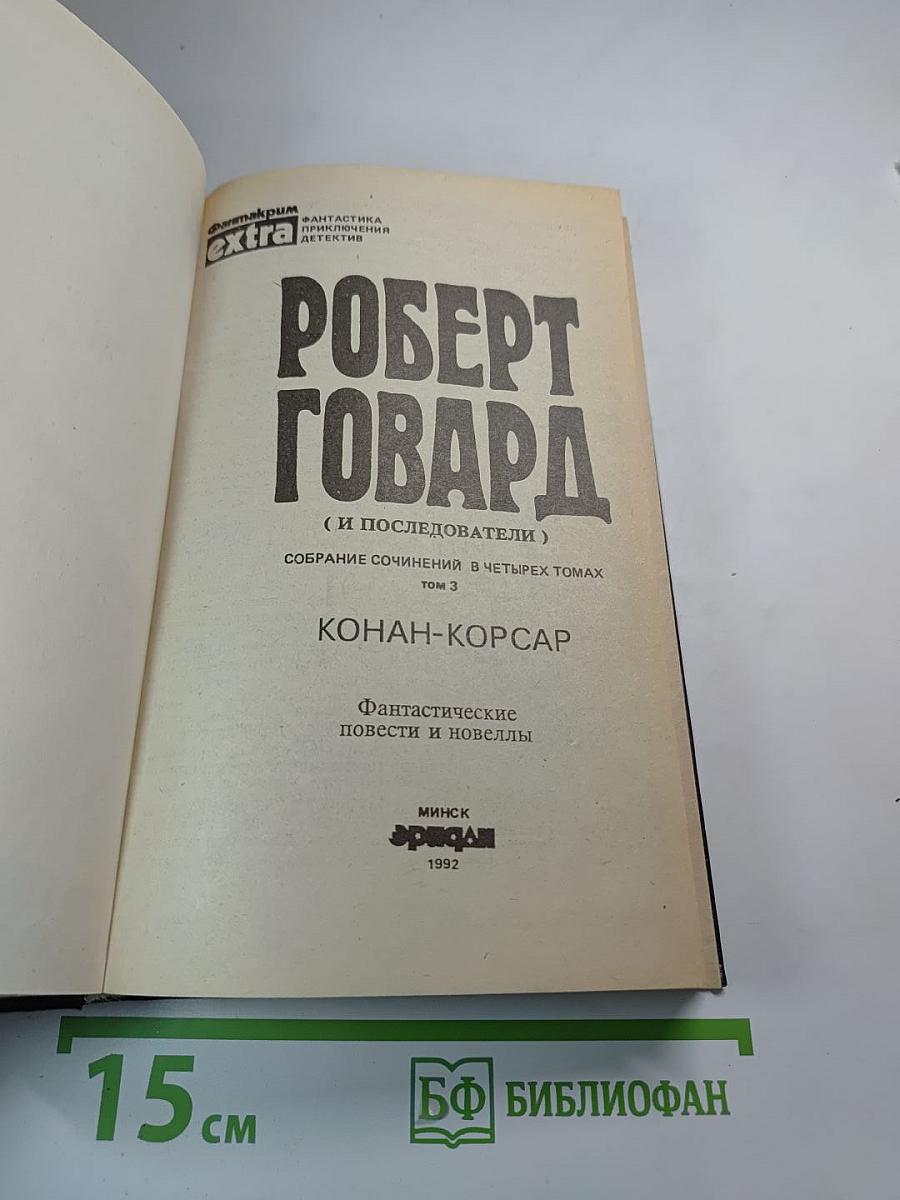 Фантакрим
extra
ФАНТАСТИКА
ПРИКЛЮЧЕНИЯ
ДЕТЕКТИВ
РОБЕРТ
ГОВАРД
( И ПОСЛЕДОВАТЕЛИ )
СОБРАНИЕ СОЧИНЕНИЙ В ЧЕТЫРЕХ ТОМАХ
том 3
КОНАН-КОРСАР
Фантастические
повести и новеллы
МИНСК
эридан
1992
15 см
БФ БИБЛИОФАН